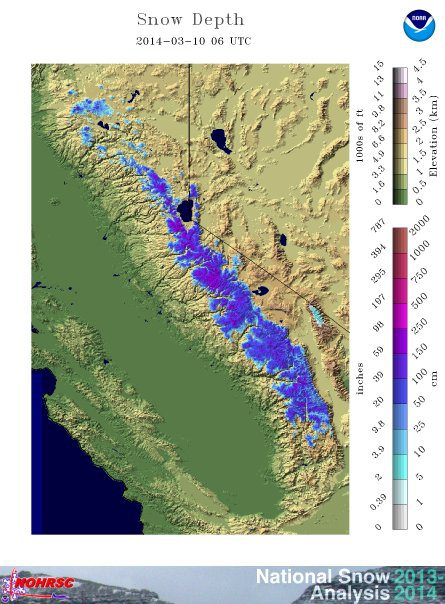 Snow Depth
2014-03-10 06 UTC
NOAA
1000s of ft
0 1.6 3.3 4.9 6.6 8.2 9.8 11 13 15
0 0.5 1 1.5 2 2.5 3 3.5 4 4.5
Elevation (km)
inches
0 0.39 2 3.9 9.8 20 39 59 98 197 295 394 787
0 1 5 10 25 50 100 150 250 500 750 1000 2000
cm
NOHRSC
National Snow 2013-
Analysis 2014